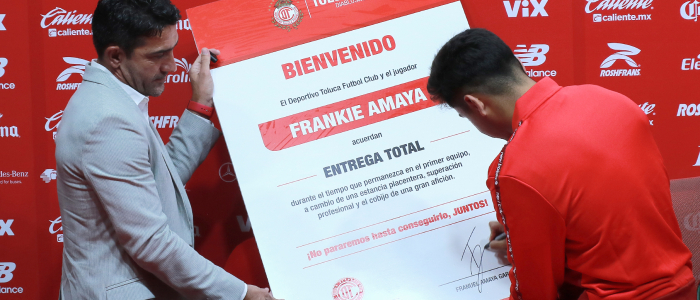 BIENVENIDO
El Deportivo Toluca Futbol Club y el jugador
FRANKIE AMAYA
acuerdan
ENTREGA TOTAL
durante el tiempo que permanezca en el primer equipo,
a cambio de una estancia placentera, superación
profesional y el cobijo de una gran afición.
¡No pararemos hasta conseguirlo, JUNTOS!
Caliente
caliente.mx
ROSHFRANS
VIX
Caliente
caliente.mx
new balance
ROSHFRANS